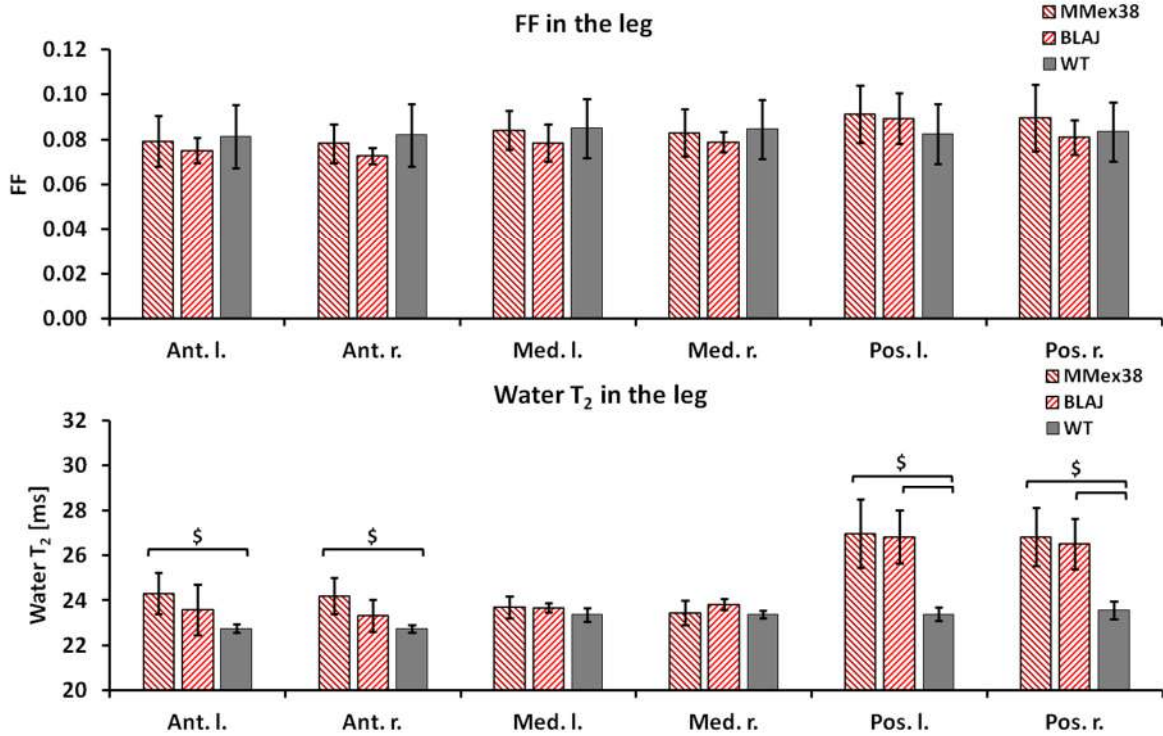 FF in the leg
MMex38
BLAJ
WT
FF
0.12
0.10
0.08
0.06
0.04
0.02
0.00
Ant. l. Ant. r. Med. l. Med. r. Pos. l. Pos. r.
Water T₂ in the leg
MMex38
BLAJ
WT
Water T₂ [ms]
32
30
28
26
24
22
20
$ $ $ $
Ant. l. Ant. r. Med. l. Med. r. Pos. l. Pos. r.